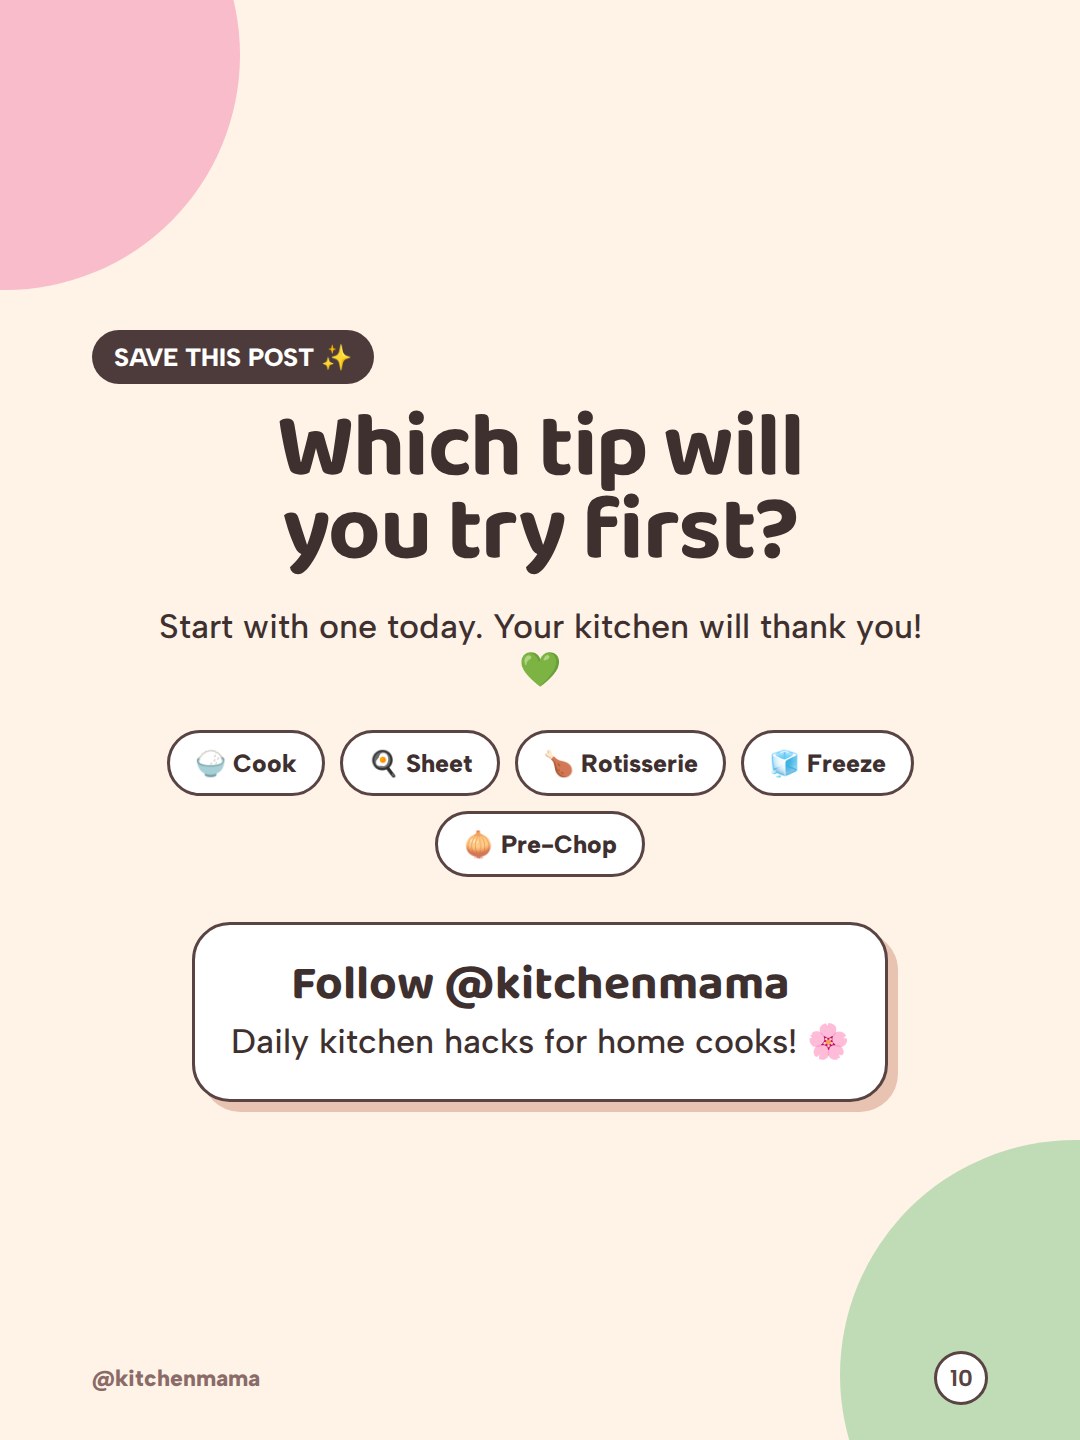 SAVE THIS POST ✨
Which tip will
you try first?
Start with one today. Your kitchen will thank you!
💚
🍚 Cook
🍳 Sheet
🍗 Rotisserie
🧊 Freeze
🧅 Pre-Chop
Follow @kitchenmama
Daily kitchen hacks for home cooks! 🌸
@kitchenmama
10